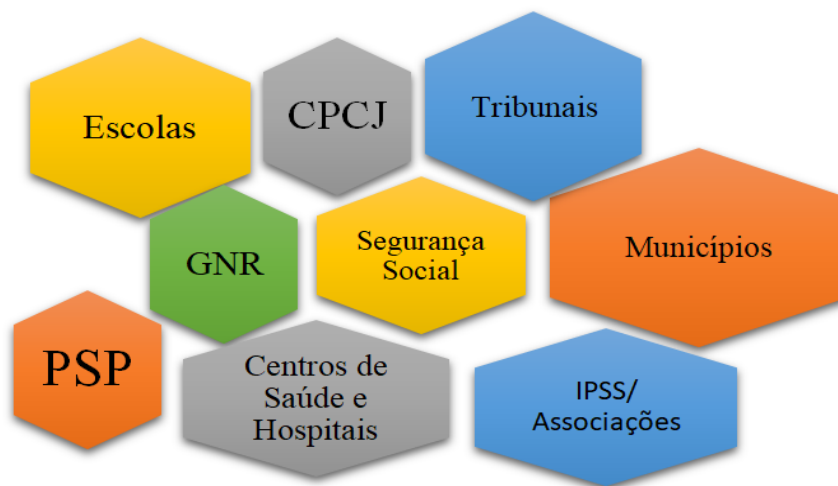 Escolas
CPCJ
Tribunais
GNR
Segurança
Social
Municípios
PSP
Centros de
Saúde e
Hospitais
IPSS/
Associações